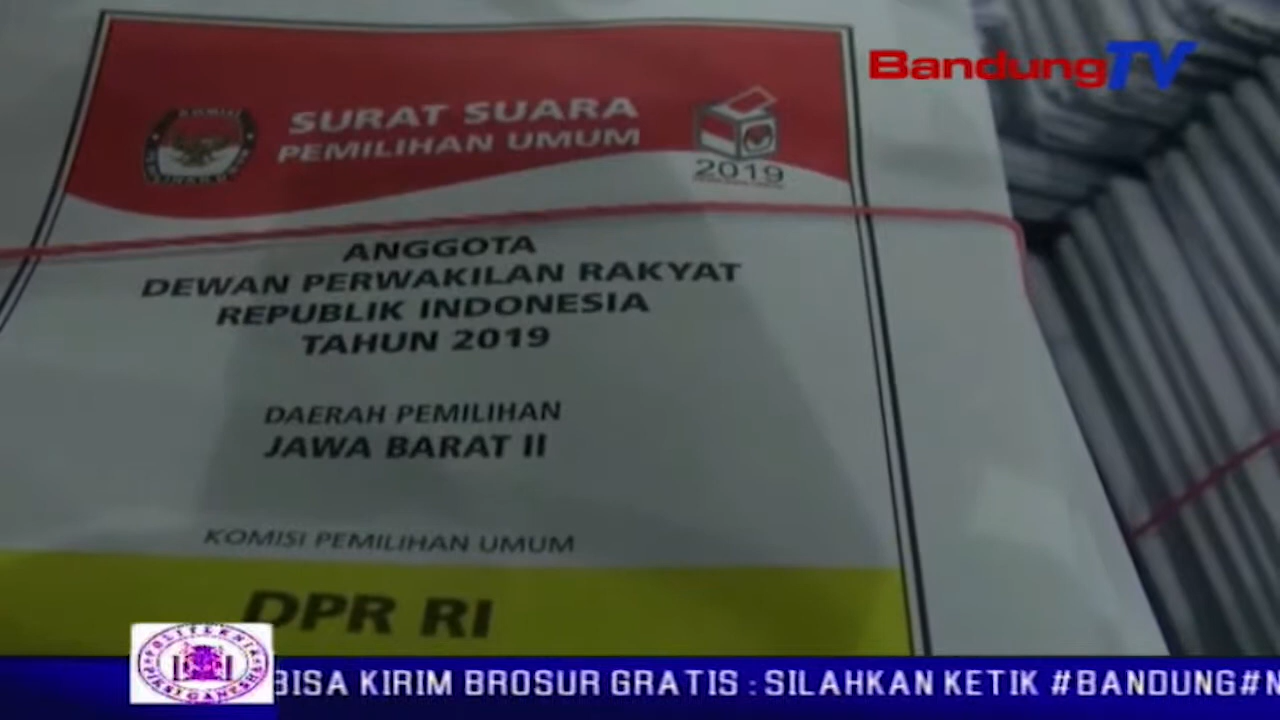 BandungTV
SURAT SUARA
PEMILIHAN UMUM
2019
ANGGOTA
DEWAN PERWAKILAN RAKYAT
REPUBLIK INDONESIA
TAHUN 2019
DAERAH PEMILIHAN
JAWA BARAT II
KOMISI PEMILIHAN UMUM
DPR RI
BISA KIRIM BROSUR GRATIS : SILAHKAN KETIK #BANDUNG#N